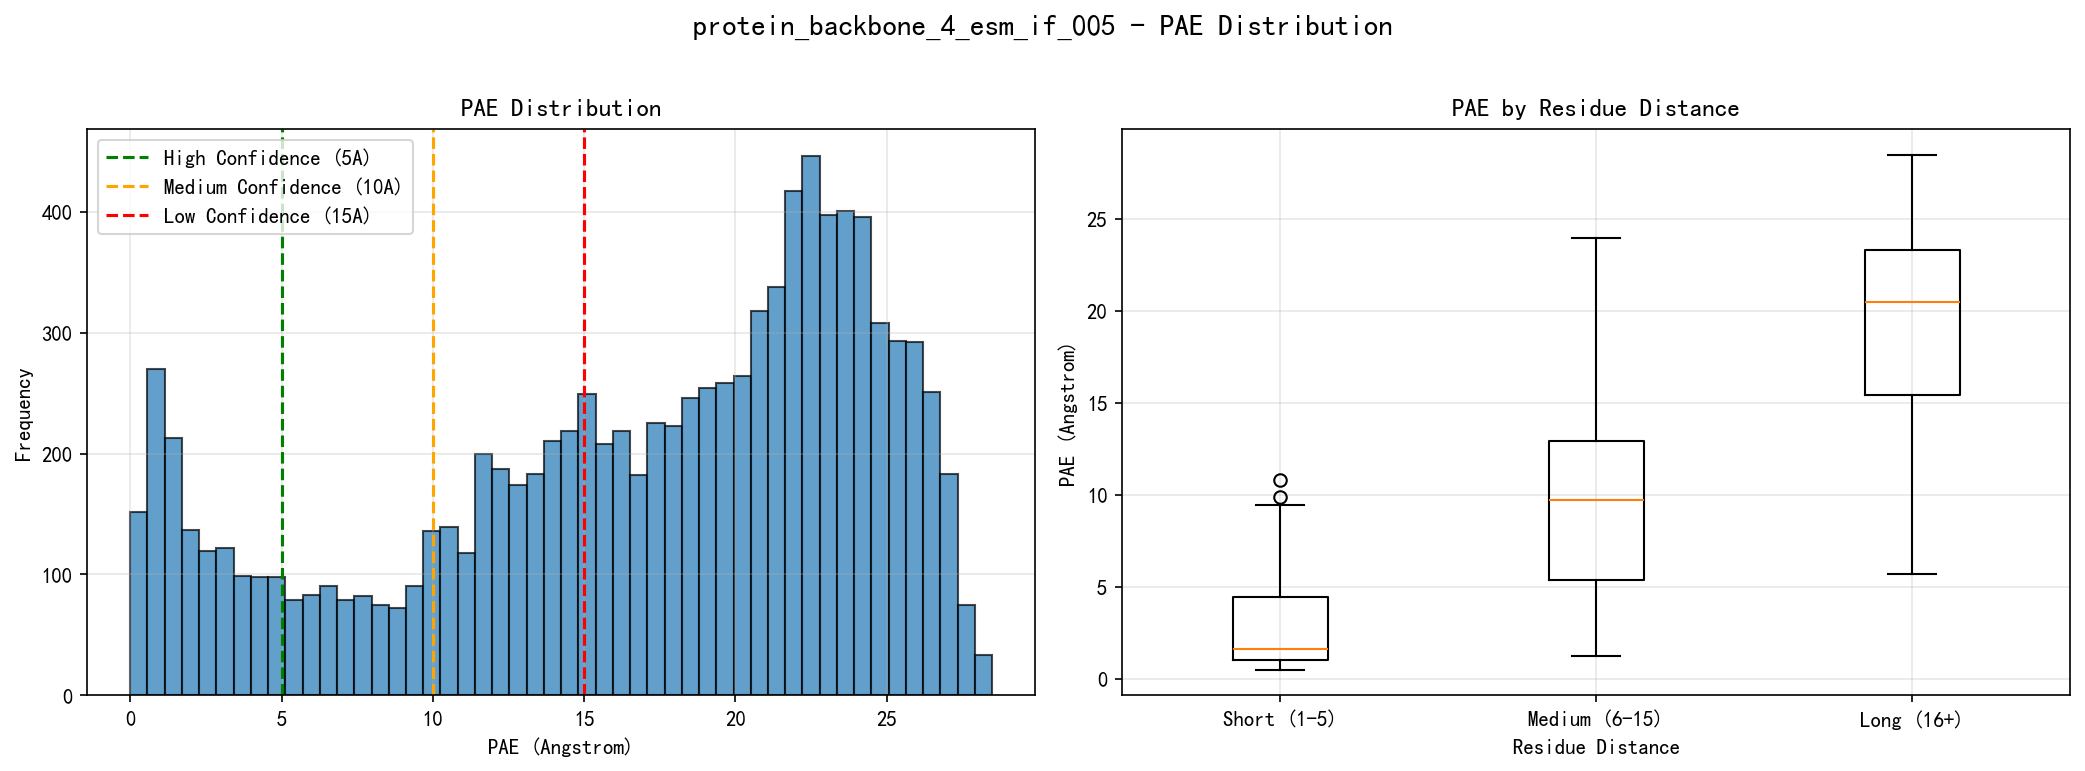 protein_backbone_4_esm_if_005 - PAE Distribution
PAE Distribution
High Confidence (5A)
Medium Confidence (10A)
Low Confidence (15A)
Frequency
400
300
200
100
0
0 5 10 15 20 25
PAE (Angstrom)
PAE by Residue Distance
PAE (Angstrom)
25
20
15
10
5
0
Short (1-5) Medium (6-15) Long (16+)
Residue Distance